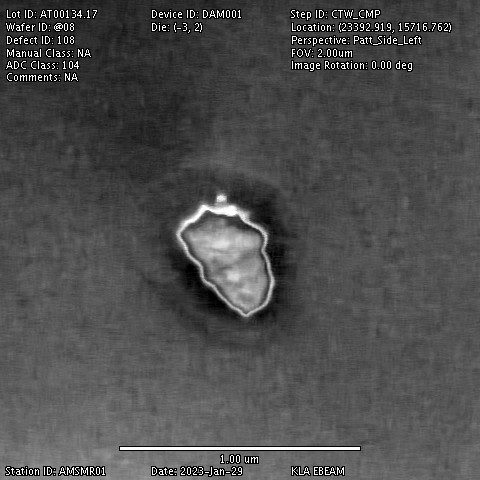 Lot ID: AT00134.17
Wafer ID: @08
Defect ID: 108
Manual Class: NA
ADC Class: 104
Comments: NA
Device ID: DAM001
Die: (-3, 2)
Step ID: CTW_CMP
Location: (23392.919, 15716.762)
Perspective: Patt_Side_Left
FOV: 2.00um
Image Rotation: 0.00 deg
1.00 um
Station ID: AMSMR01
Date: 2023-Jan-29
KLA EBEAM